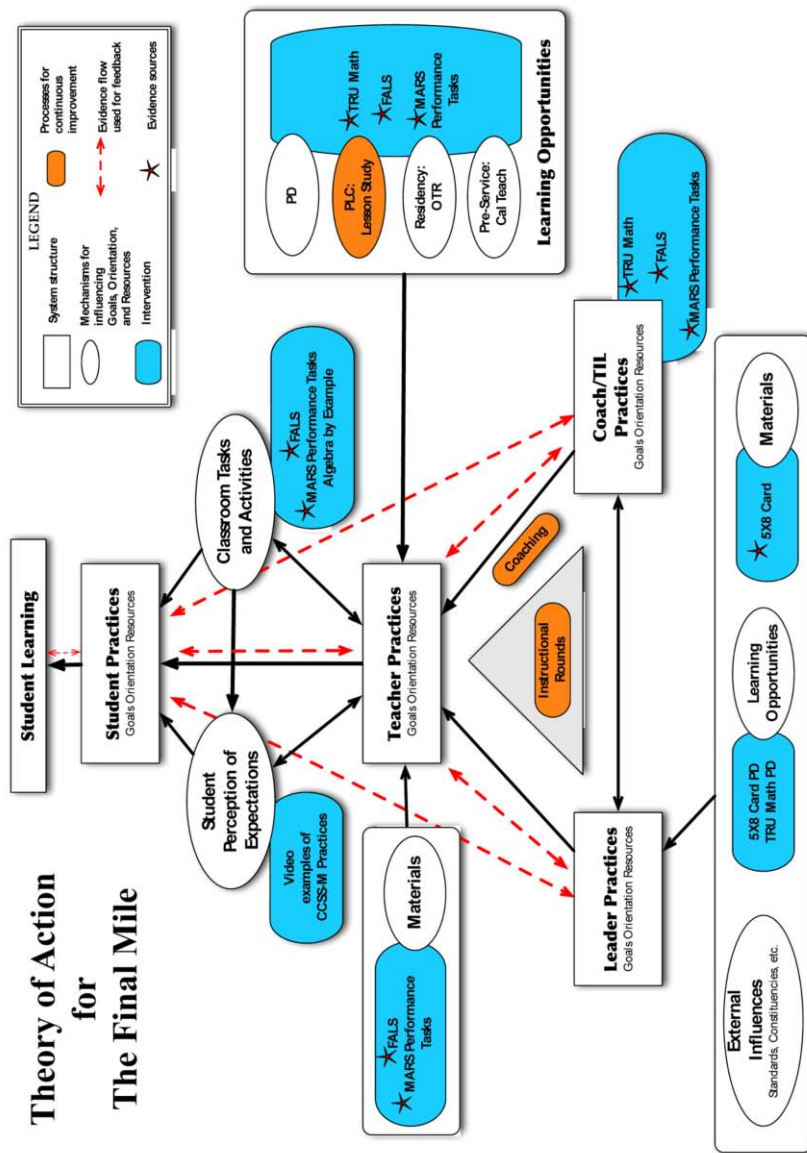 Theory of Action
for
The Final Mile
LEGEND
System structure
Mechanisms for
influencing
Goals, Orientation,
and Resources
Intervention
Processes for
continuous
improvement
Evidence flow
used for feedback
Evidence sources
Student Learning
Student Practices
Goals Orientation Resources
Student
Perception of
Expectations
Video
examples of
CCSS-M Practices
Classroom Tasks
and Activities
FALS
MARS Performance Tasks
Algebra by Example
FALS
MARS Performance
Tasks
Materials
Teacher Practices
Goals Orientation Resources
PD
PLC:
Lesson Study
Residency:
OTR
Pre-Service:
Cal Teach
TRU Math
FALS
MARS
Performance
Tasks
Learning Opportunities
Coaching
Instructional
Rounds
Leader Practices
Goals Orientation Resources
Coach/TIL
Practices
Goals Orientation Resources
TRU Math
FALS
MARS Performance Tasks
External
Influences
Standards, Constituencies, etc.
5X8 Card PD
TRU Math PD
Learning
Opportunities
5X8 Card
Materials